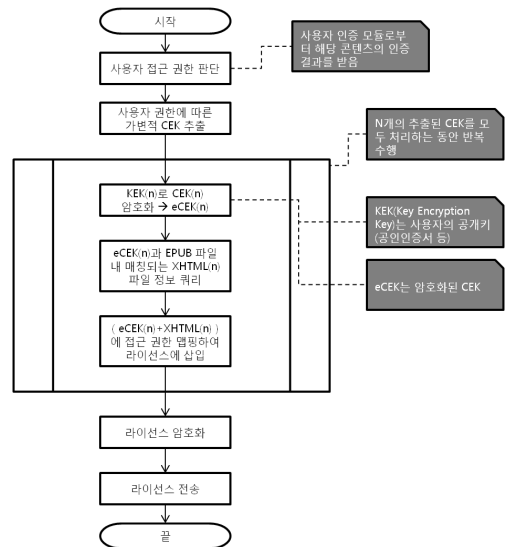 시작
사용자 인증 모듈로부
터 해당 콘텐츠의 인증
결과를 받음
사용자 접근 권한 판단
사용자 권한에 따른
가변적 CEK 추출
N개의 추출된 CEK를 모
두 처리하는 동안 반복
수행
KEK(n)로 CEK(n)
암호화 → eCEK(n)
KEK(Key Encryption
Key)는 사용자의 공개키
(공인인증서 등)
eCEK(n)과 EPUB 파일
내 매칭되는 XHTML(n)
파일 정보 쿼리
eCEK는 암호화된 CEK
( eCEK(n)+XHTML(n) )
에 접근 권한 맵핑하여
라이선스에 삽입
라이선스 암호화
라이선스 전송
끝